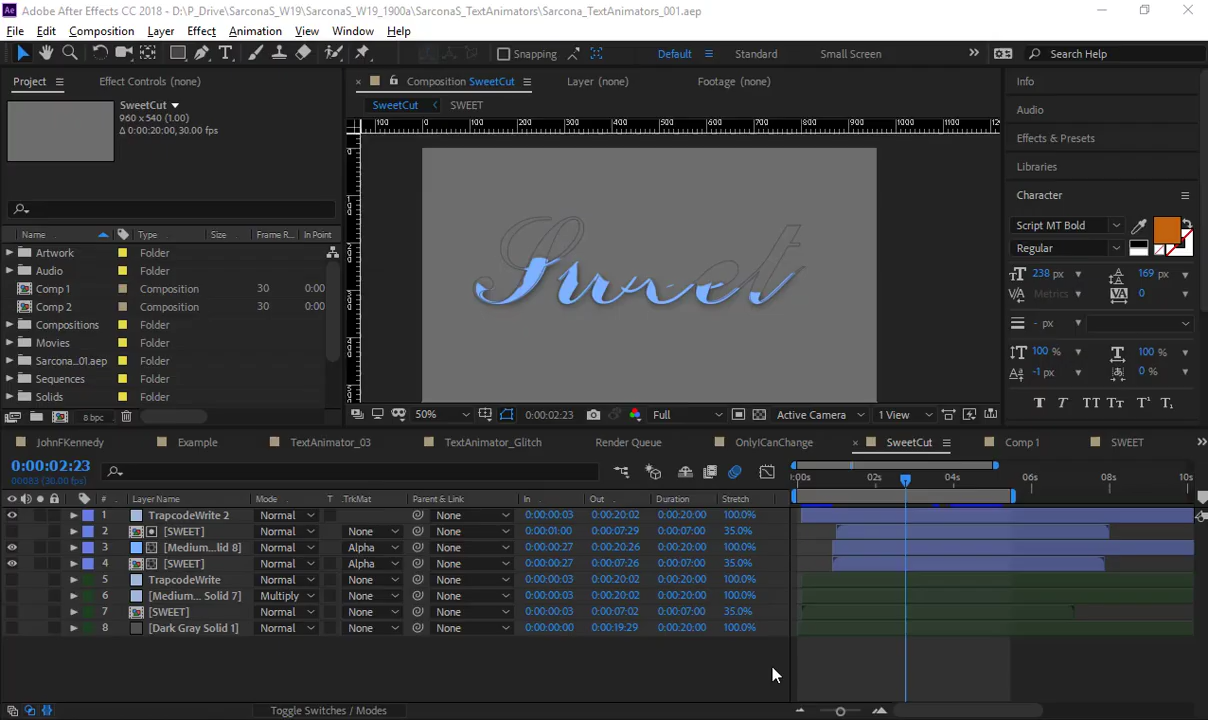 Adobe After Effects CC 2018 - D:\P_Drive\SarconaS_W19\SarconaS_W19_1900a\SarconaS_TextAnimators\Sarcona_TextAnimators_001.aep
File Edit Composition Layer Effect Animation View Window Help
Snapping Default Standard Small Screen Search Help
Project Effect Controls (none) Composition SweetCut Layer (none) Footage (none) Info
SweetCut
960 x 540 (1.00)
Δ 0:00:20:00, 30.00 fps
SweetCut SWEET
Audio
Effects & Presets
Libraries
Character
Script MT Bold
Regular
238 px 169 px
Metrics 0
- px
100 % 100 %
-1 px 0 %
Sweet
Name Type Size Frame R... In Point
Artwork Folder
Audio Folder
Comp 1 Composition 30 0:00
Comp 2 Composition 30 0:00
Compositions Folder
Movies Folder
Sarcona...01.aep Folder
Sequences Folder
Solids Folder
8 bpc
50% 0:00:02:23 Full Active Camera 1 View
JohnFKennedy Example TextAnimator_03 TextAnimator_Glitch Render Queue OnlyICanChange SweetCut Comp 1 SWEET
0:00:02:23
00083 (30.00 fps)
:00s 02s 04s 06s 08s 10s
# Layer Name Mode T .TrkMat Parent & Link In Out Duration Stretch
1 TrapcodeWrite 2 Normal None 0:00:00:03 0:00:20:02 0:00:20:00 100.0%
2 [SWEET] Normal None None 0:00:01:00 0:00:07:29 0:00:07:00 35.0%
3 [Medium...lid 8] Normal Alpha None 0:00:00:27 0:00:20:26 0:00:20:00 100.0%
4 [SWEET] Normal Alpha None 0:00:00:27 0:00:07:26 0:00:07:00 35.0%
5 TrapcodeWrite Normal None None 0:00:00:03 0:00:20:02 0:00:20:00 100.0%
6 [Medium... Solid 7] Multiply None None 0:00:00:03 0:00:20:02 0:00:20:00 100.0%
7 [SWEET] Normal None None 0:00:00:03 0:00:07:02 0:00:07:00 35.0%
8 [Dark Gray Solid 1] Normal None None 0:00:00:00 0:00:19:29 0:00:20:00 100.0%
Toggle Switches / Modes